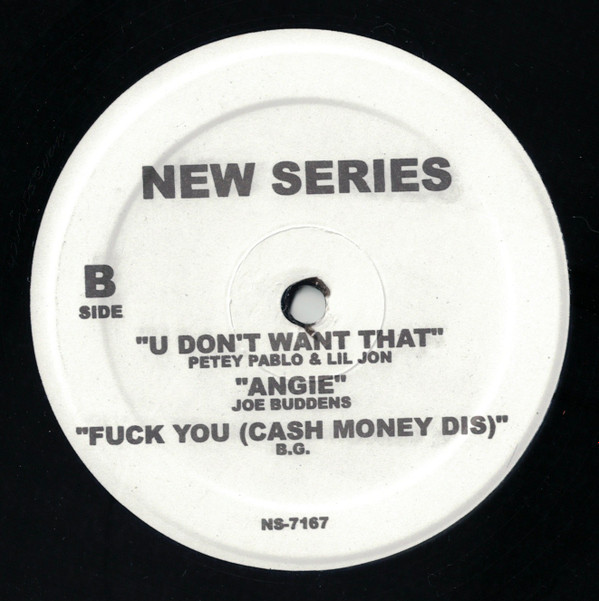 NEW SERIES
B
SIDE
"U DON'T WANT THAT"
PETEY PABLO & LIL JON
"ANGIE"
JOE BUDDENS
"FUCK YOU (CASH MONEY DIS)"
B.G.
NS-7167